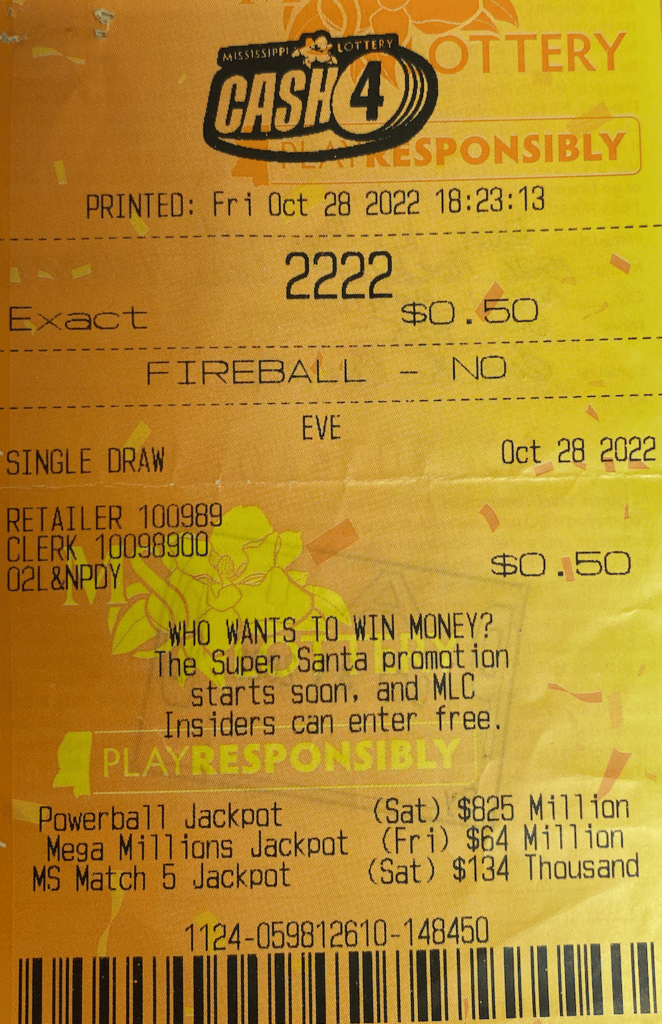 LOTTERY
MISSISSIPPI LOTTERY
CASH 4
PLAY RESPONSIBLY
PRINTED: Fri Oct 28 2022 18:23:13
2222
Exact $0.50
FIREBALL - NO
EVE
SINGLE DRAW Oct 28 2022
RETAILER 100989
CLERK 10098900
02L&NPDY $0.50
WHO WANTS TO WIN MONEY?
The Super Santa promotion
starts soon, and MLC
Insiders can enter free.
PLAYRESPONSIBLY
Powerball Jackpot (Sat) $825 Million
Mega Millions Jackpot (Fri) $64 Million
MS Match 5 Jackpot (Sat) $134 Thousand
1124-059812610-148450